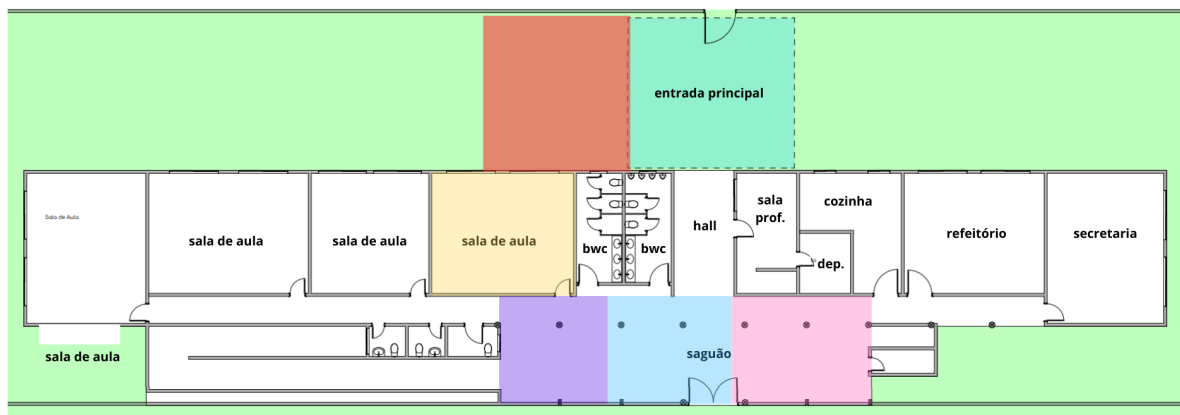 entrada principal
Sala de Aula
sala de aula
sala de aula
sala de aula
bwc
bwc
hall
sala
prof.
cozinha
dep.
refeitório
secretaria
sala de aula
saguão